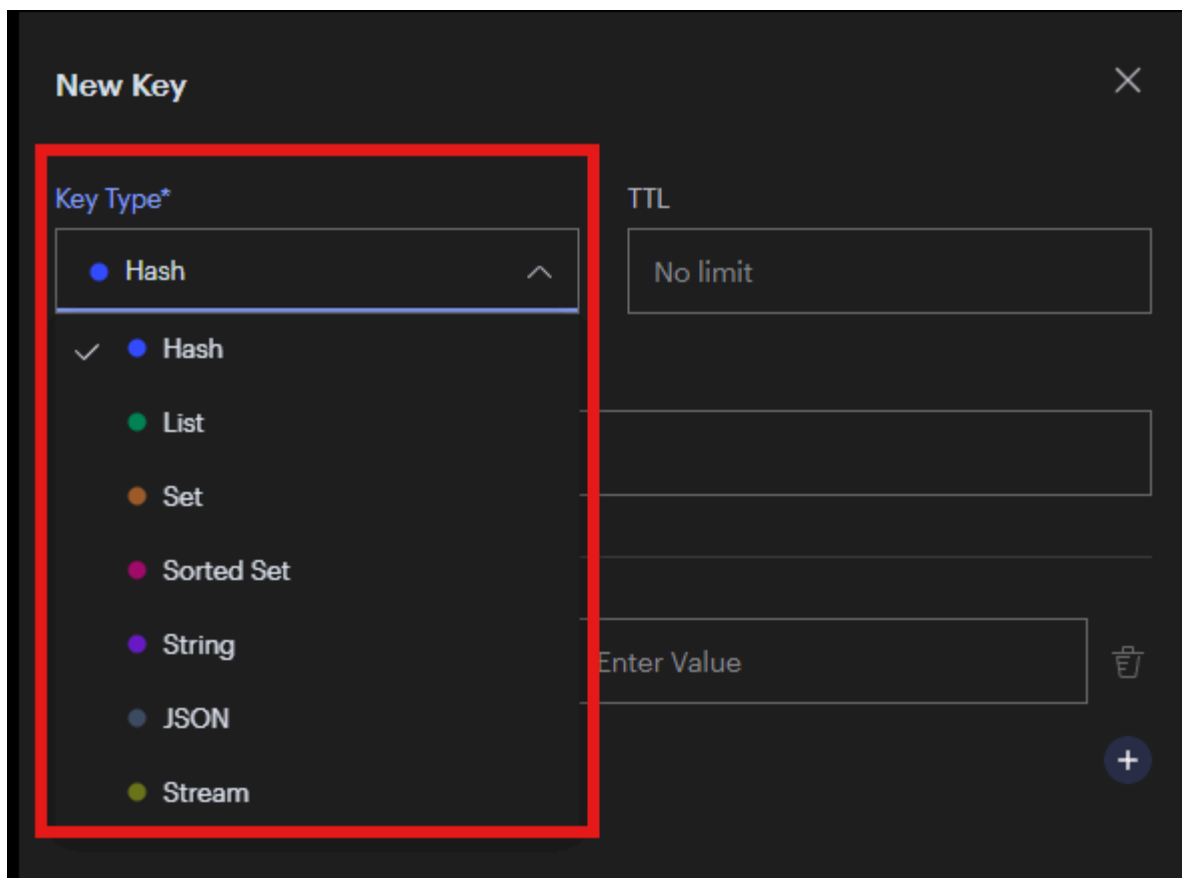 New Key
Key Type*
TTL
Hash
No limit
Hash
List
Set
Sorted Set
String
Enter Value
JSON
Stream